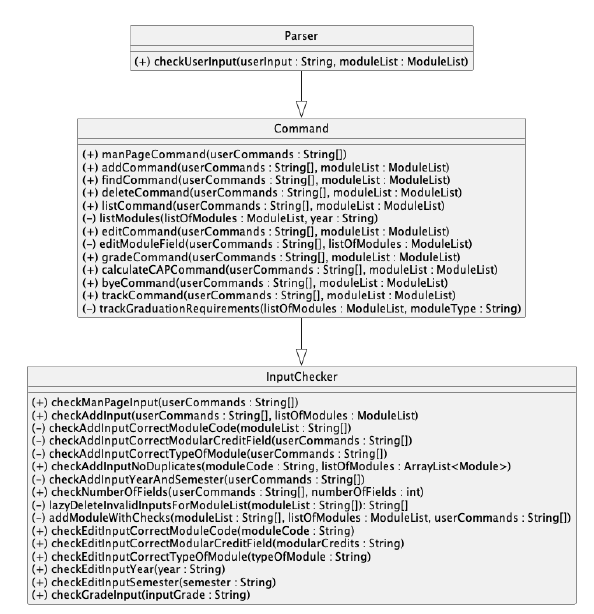 Parser
(+) checkUserInput(userInput : String, moduleList : ModuleList)
Command
(+) manPageCommand(userCommands : String[])
(+) addCommand(userCommands : String[], moduleList : ModuleList)
(+) findCommand(userCommands : String[], moduleList : ModuleList)
(+) deleteCommand(userCommands : String[], moduleList : ModuleList)
(+) listCommand(userCommands : String[], moduleList : ModuleList)
(-) listModules(listOfModules : ModuleList, year : String)
(+) editCommand(userCommands : String[], moduleList : ModuleList)
(-) editModuleField(userCommands : String[], listOfModules : ModuleList)
(+) gradeCommand(userCommands : String[], moduleList : ModuleList)
(+) calculateCAPCommand(userCommands : String[], moduleList : ModuleList)
(+) byeCommand(userCommands : String[], moduleList : ModuleList)
(+) trackCommand(userCommands : String[], moduleList : ModuleList)
(-) trackGraduationRequirements(listOfModules : ModuleList, moduleType : String)
InputChecker
(+) checkManPageInput(userCommands : String[])
(+) checkAddInput(userCommands : String[], listOfModules : ModuleList)
(-) checkAddInputCorrectModuleCode(moduleList : String[])
(-) checkAddInputCorrectModularCreditField(userCommands : String[])
(-) checkAddInputCorrectTypeOfModule(userCommands : String[])
(+) checkAddInputNoDuplicates(moduleCode : String, listOfModules : ArrayList<Module>)
(-) checkAddInputYearAndSemester(userCommands : String[])
(+) checkNumberOfFields(userCommands : String[], numberOfFields : int)
(-) lazyDeleteInvalidInputsForModuleList(moduleList : String[]): String[]
(-) addModuleWithChecks(moduleList : String[], listOfModules : ModuleList, userCommands : String[])
(+) checkEditInputCorrectModuleCode(moduleCode : String)
(+) checkEditInputCorrectModularCreditField(modularCredits : String)
(+) checkEditInputCorrectTypeOfModule(typeOfModule : String)
(+) checkEditInputYear(year : String)
(+) checkEditInputSemester(semester : String)
(+) checkGradeInput(inputGrade : String)